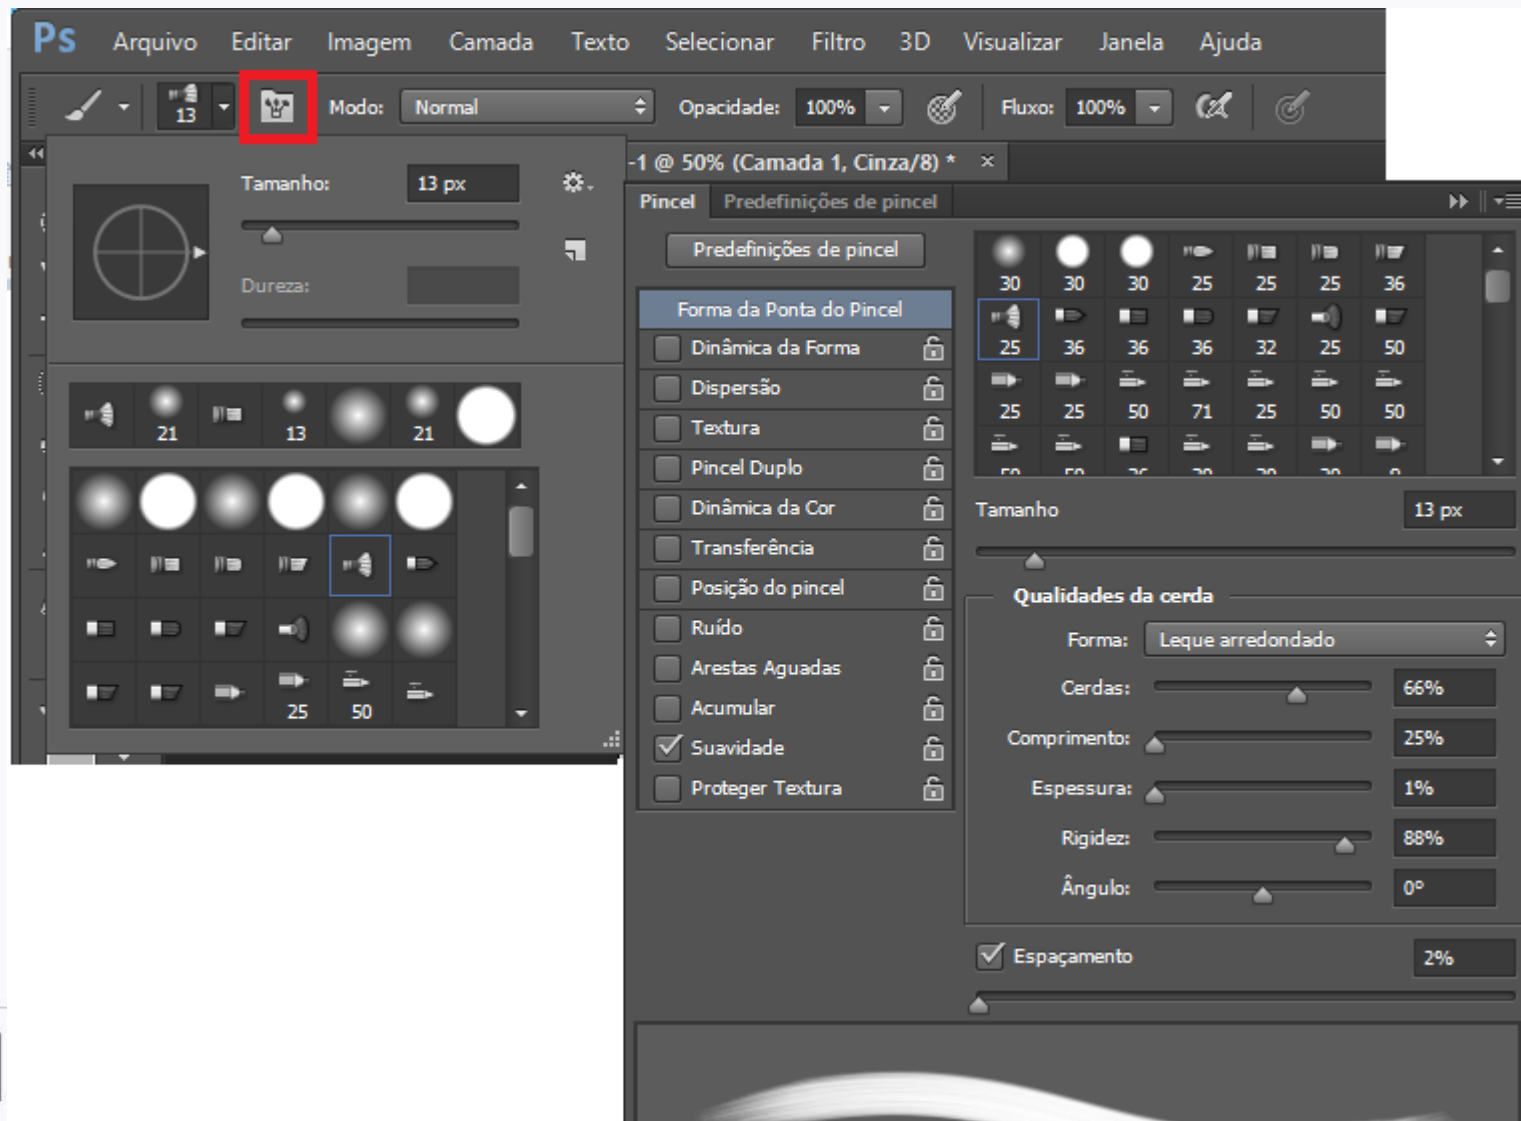 Ps Arquivo Editar Imagem Camada Texto Selecionar Filtro 3D Visualizar Janela Ajuda
13 Modo: Normal Opacidade: 100% Fluxo: 100%
-1 @ 50% (Camada 1, Cinza/8) * ×
Tamanho: 13 px
Dureza:
21 13 21
25 50
Pincel Predefinições de pincel
Predefinições de pincel
Forma da Ponta do Pincel
Dinâmica da Forma
Dispersão
Textura
Pincel Duplo
Dinâmica da Cor
Transferência
Posição do pincel
Ruído
Arestas Aguadas
Acumular
Suavidade
Proteger Textura
30 30 30 25 25 25 36
25 36 36 36 32 25 50
25 25 50 71 25 50 50
Tamanho 13 px
Qualidades da cerda
Forma: Leque arredondado
Cerdas: 66%
Comprimento: 25%
Espessura: 1%
Rigidez: 88%
Ângulo: 0º
Espaçamento 2%